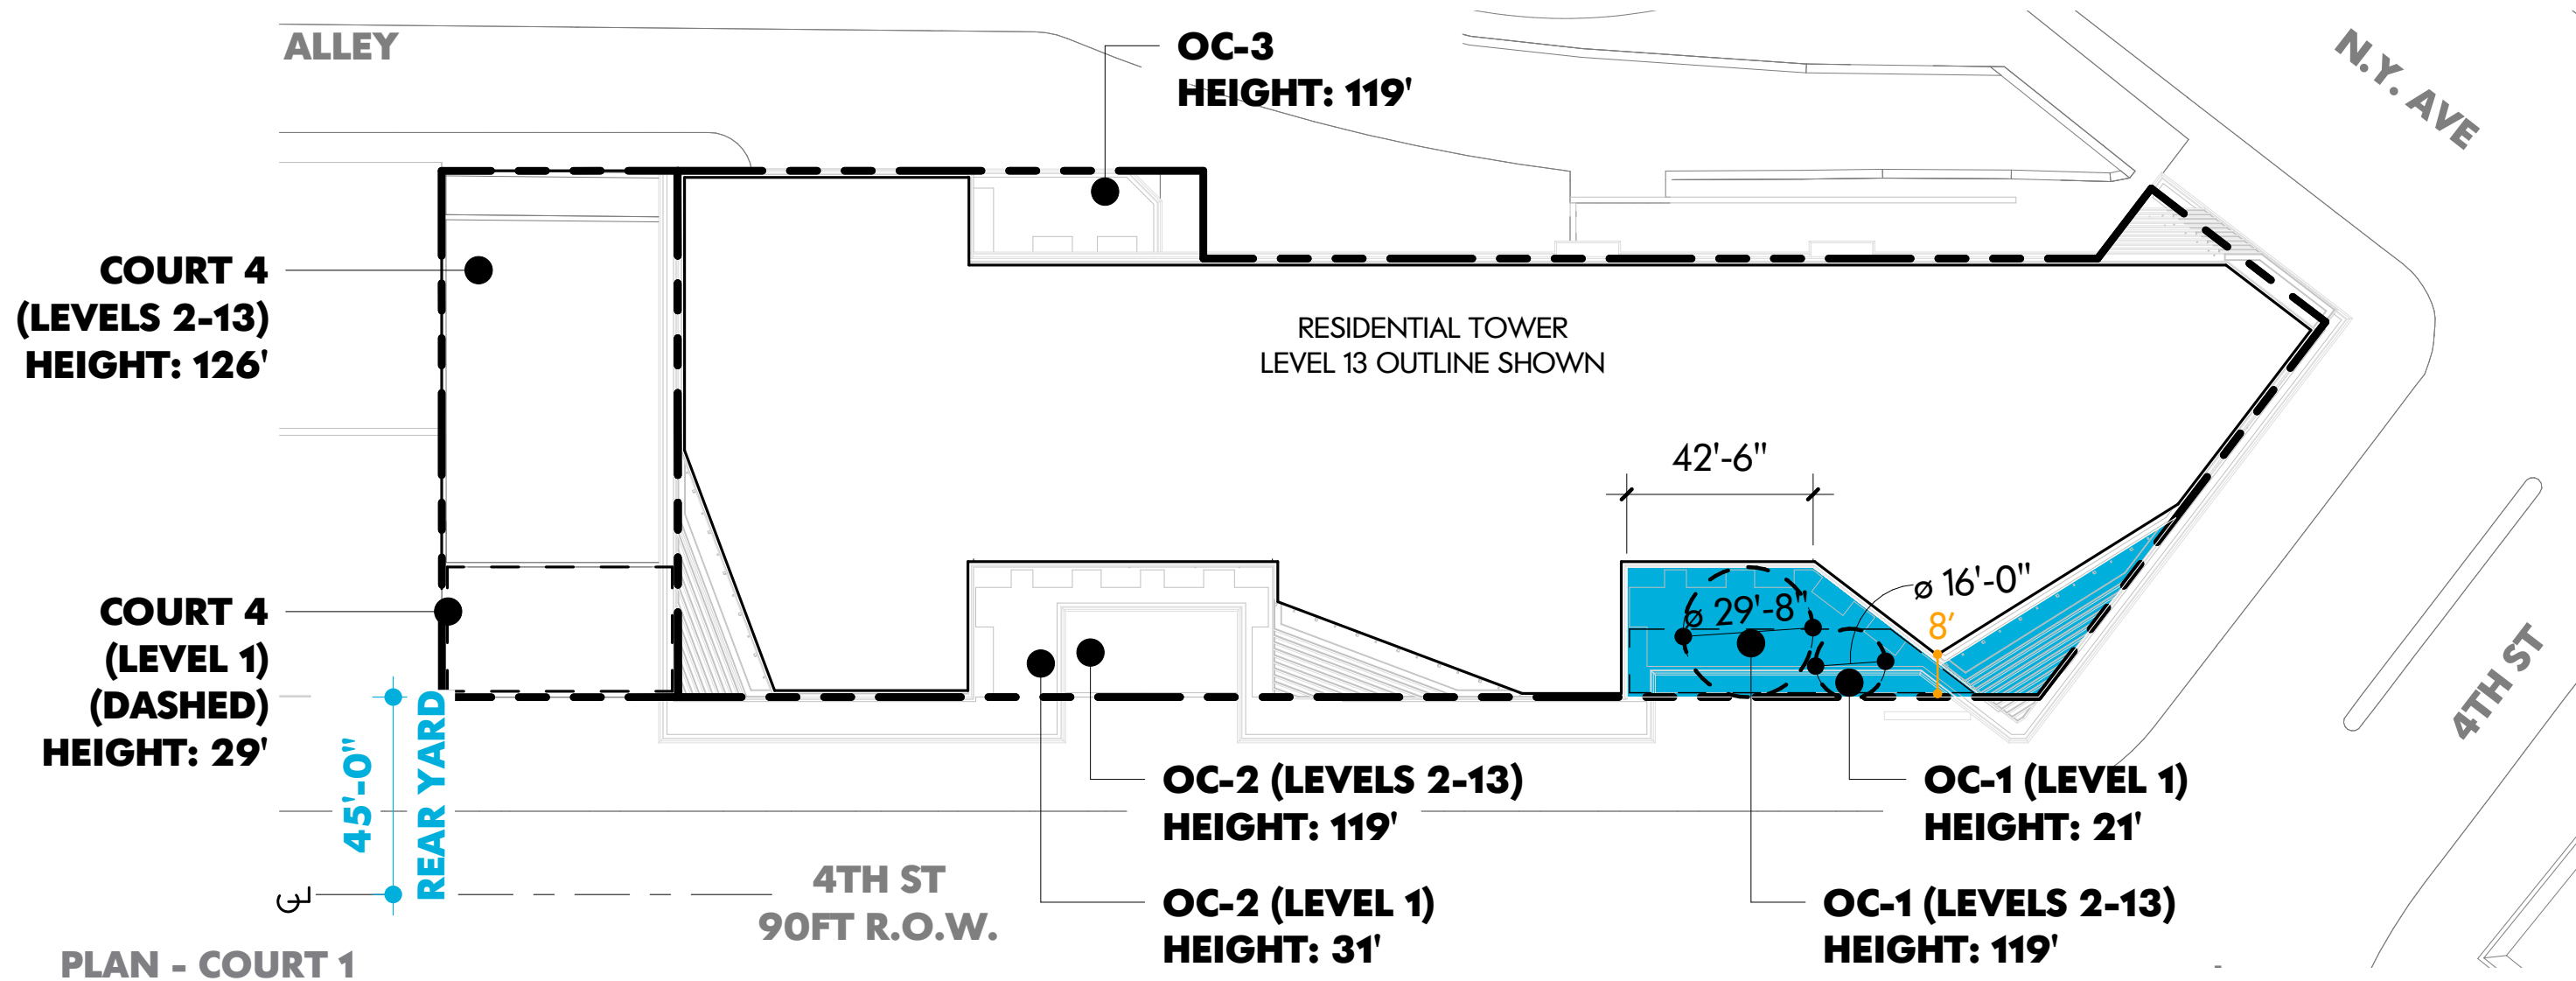 ALLEY
OC-3
HEIGHT: 119'
N.Y. AVE
COURT 4
(LEVELS 2-13)
HEIGHT: 126'
RESIDENTIAL TOWER
LEVEL 13 OUTLINE SHOWN
42'-6"
ø 16'-0"
ø 29'-8"
8'
COURT 4
(LEVEL 1)
(DASHED)
HEIGHT: 29'
4TH ST
45'-0"
REAR YARD
OC-2 (LEVELS 2-13)
HEIGHT: 119'
OC-1 (LEVEL 1)
HEIGHT: 21'
4TH ST
90FT R.O.W.
OC-2 (LEVEL 1)
HEIGHT: 31'
OC-1 (LEVELS 2-13)
HEIGHT: 119'
PLAN - COURT 1